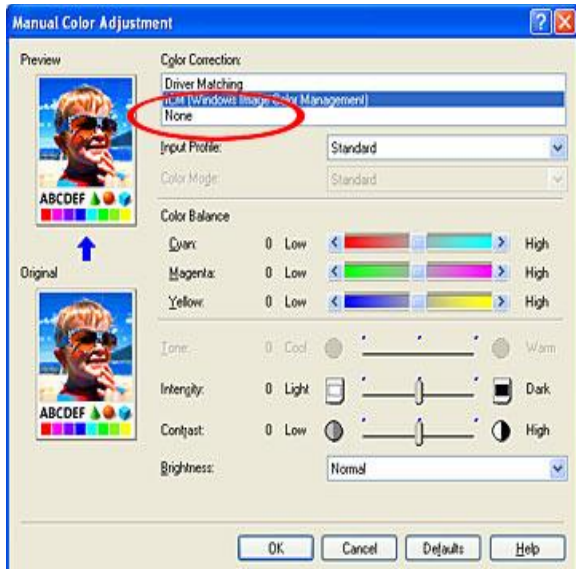 Manual Color Adjustment
Preview
Color Correction:
Driver Matching
ICM (Windows Image Color Management)
None
Input Profile: Standard
Color Mode: Standard
ABCDEF
Color Balance
Cyan: 0 Low High
Magenta: 0 Low High
Yellow: 0 Low High
Original
Tone: 0 Cool Warm
Intensity: 0 Light Dark
ABCDEF
Contrast: 0 Low High
Brightness: Normal
OK Cancel Defaults Help